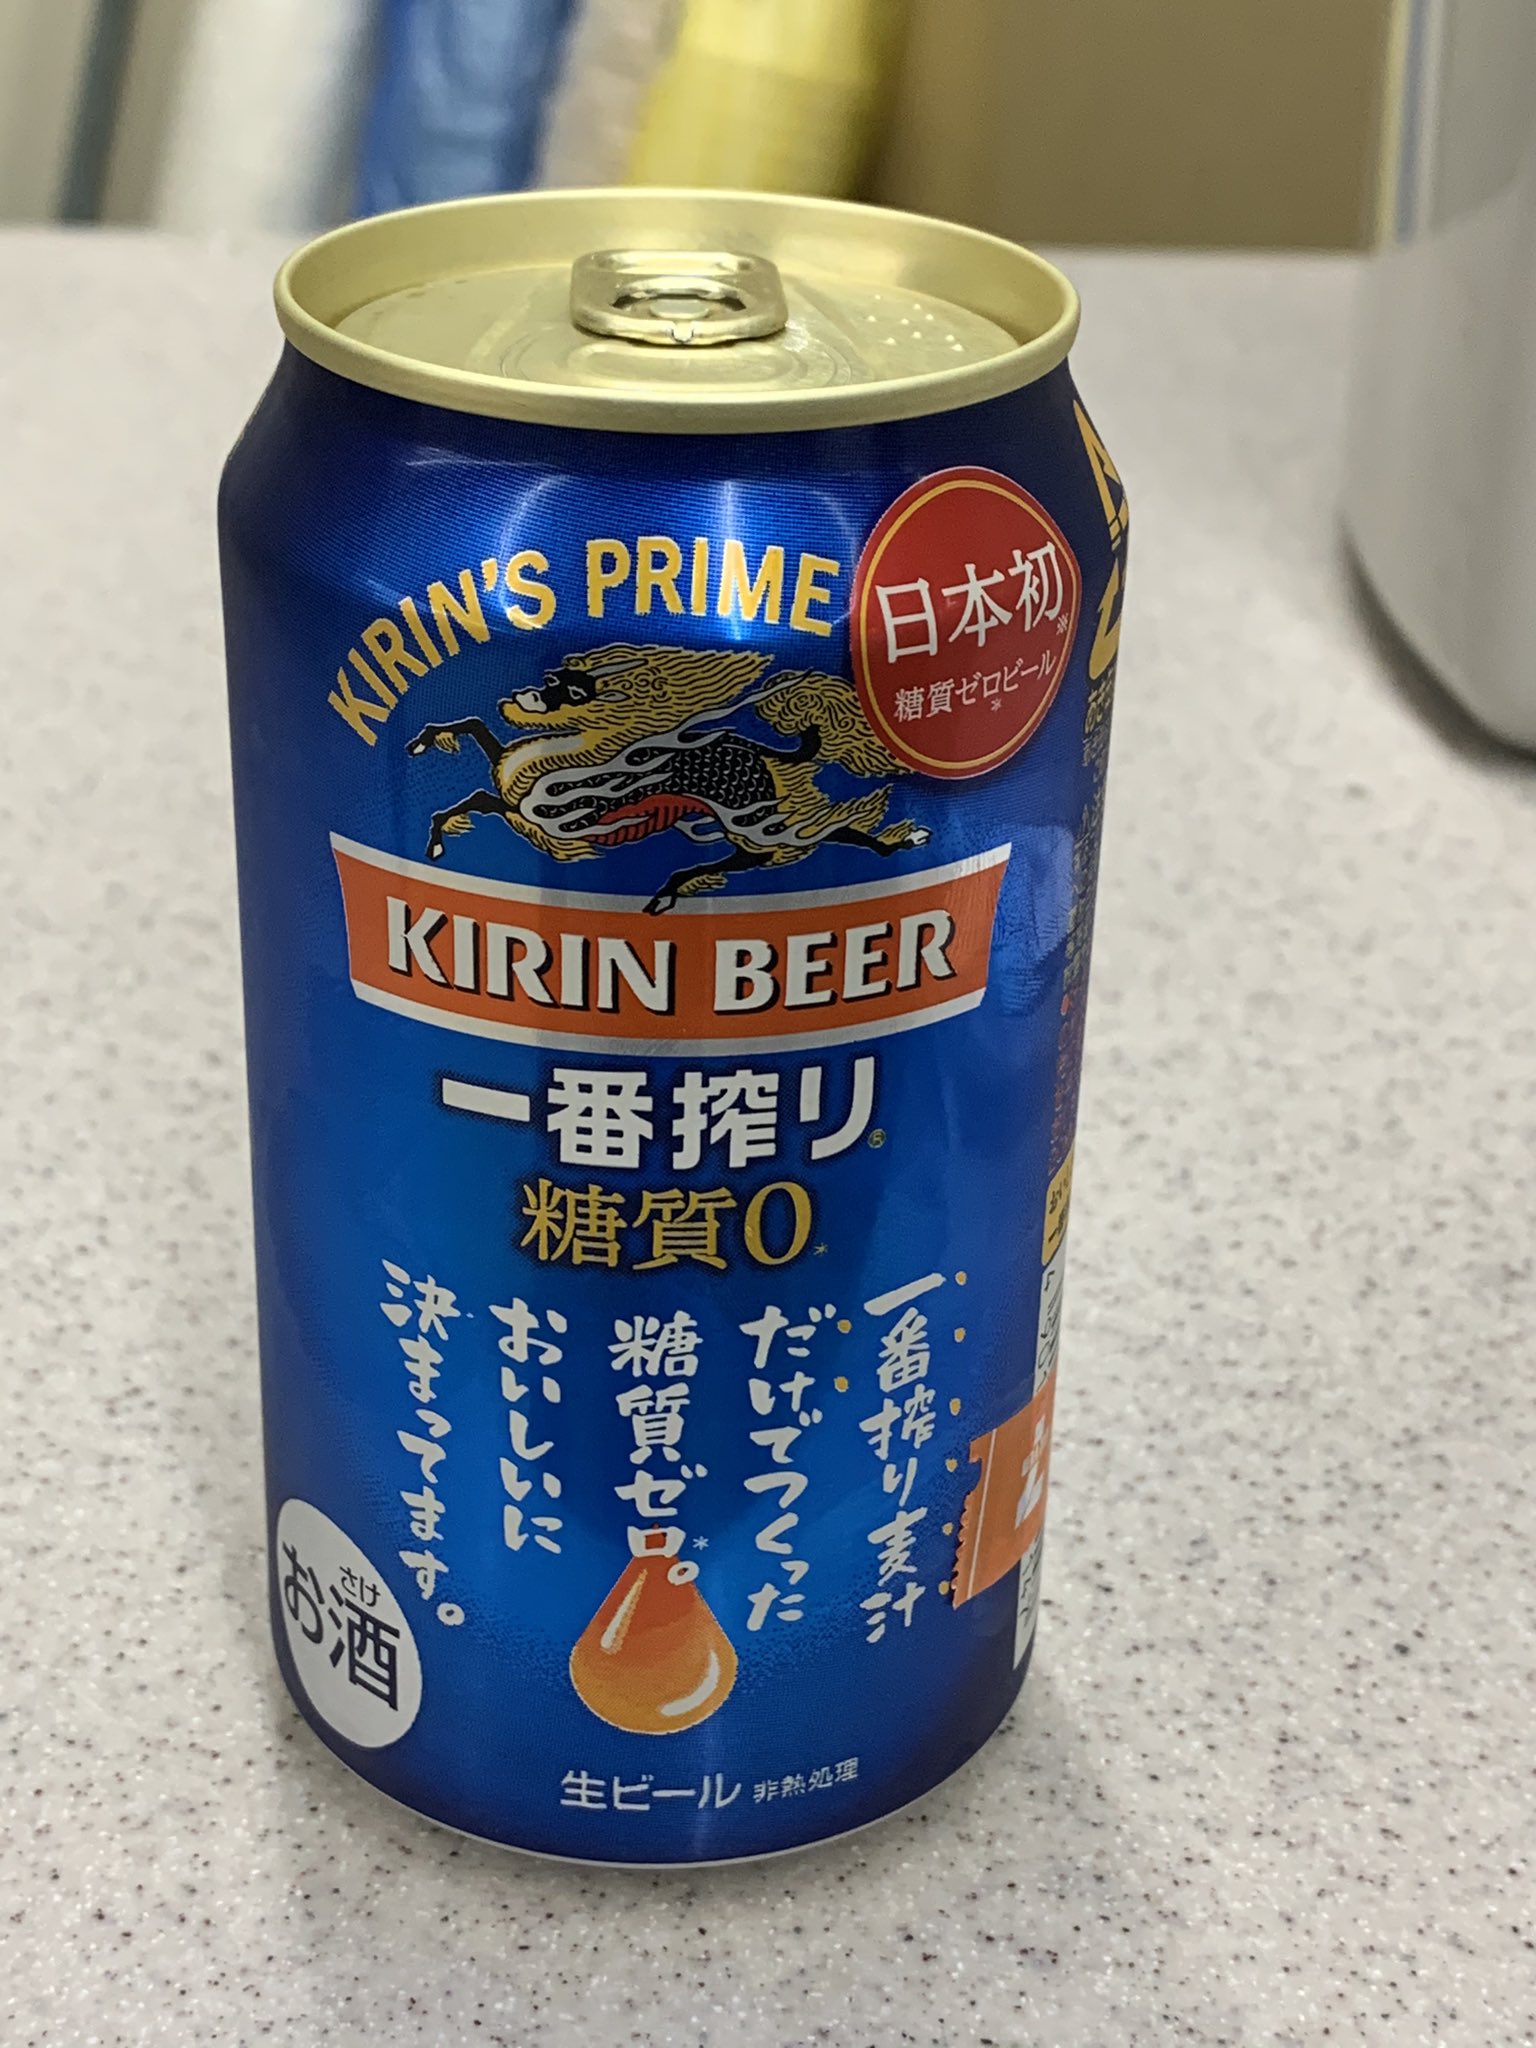 KIRIN'S PRIME
日本初※
糖質ゼロビール
*
KIRIN BEER
一番搾り®
糖質0*
一番搾り麦汁
だけでつくった
糖質ゼロ*。
おいしいに
決まってます。
さけ
お酒
生ビール 非熱処理